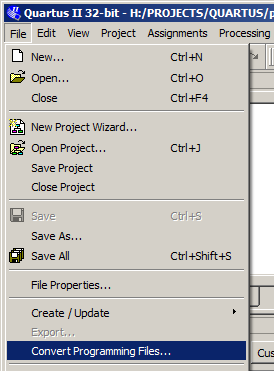 Quartus II 32-bit - H:/PROJECTS/QUARTUS/p
File Edit View Project Assignments Processing
New... Ctrl+N
Open... Ctrl+O
Close Ctrl+F4
New Project Wizard...
Open Project... Ctrl+J
Save Project
Close Project
Save Ctrl+S
Save As...
Save All Ctrl+Shift+S
File Properties...
Create / Update
Export...
Convert Programming Files... Cus